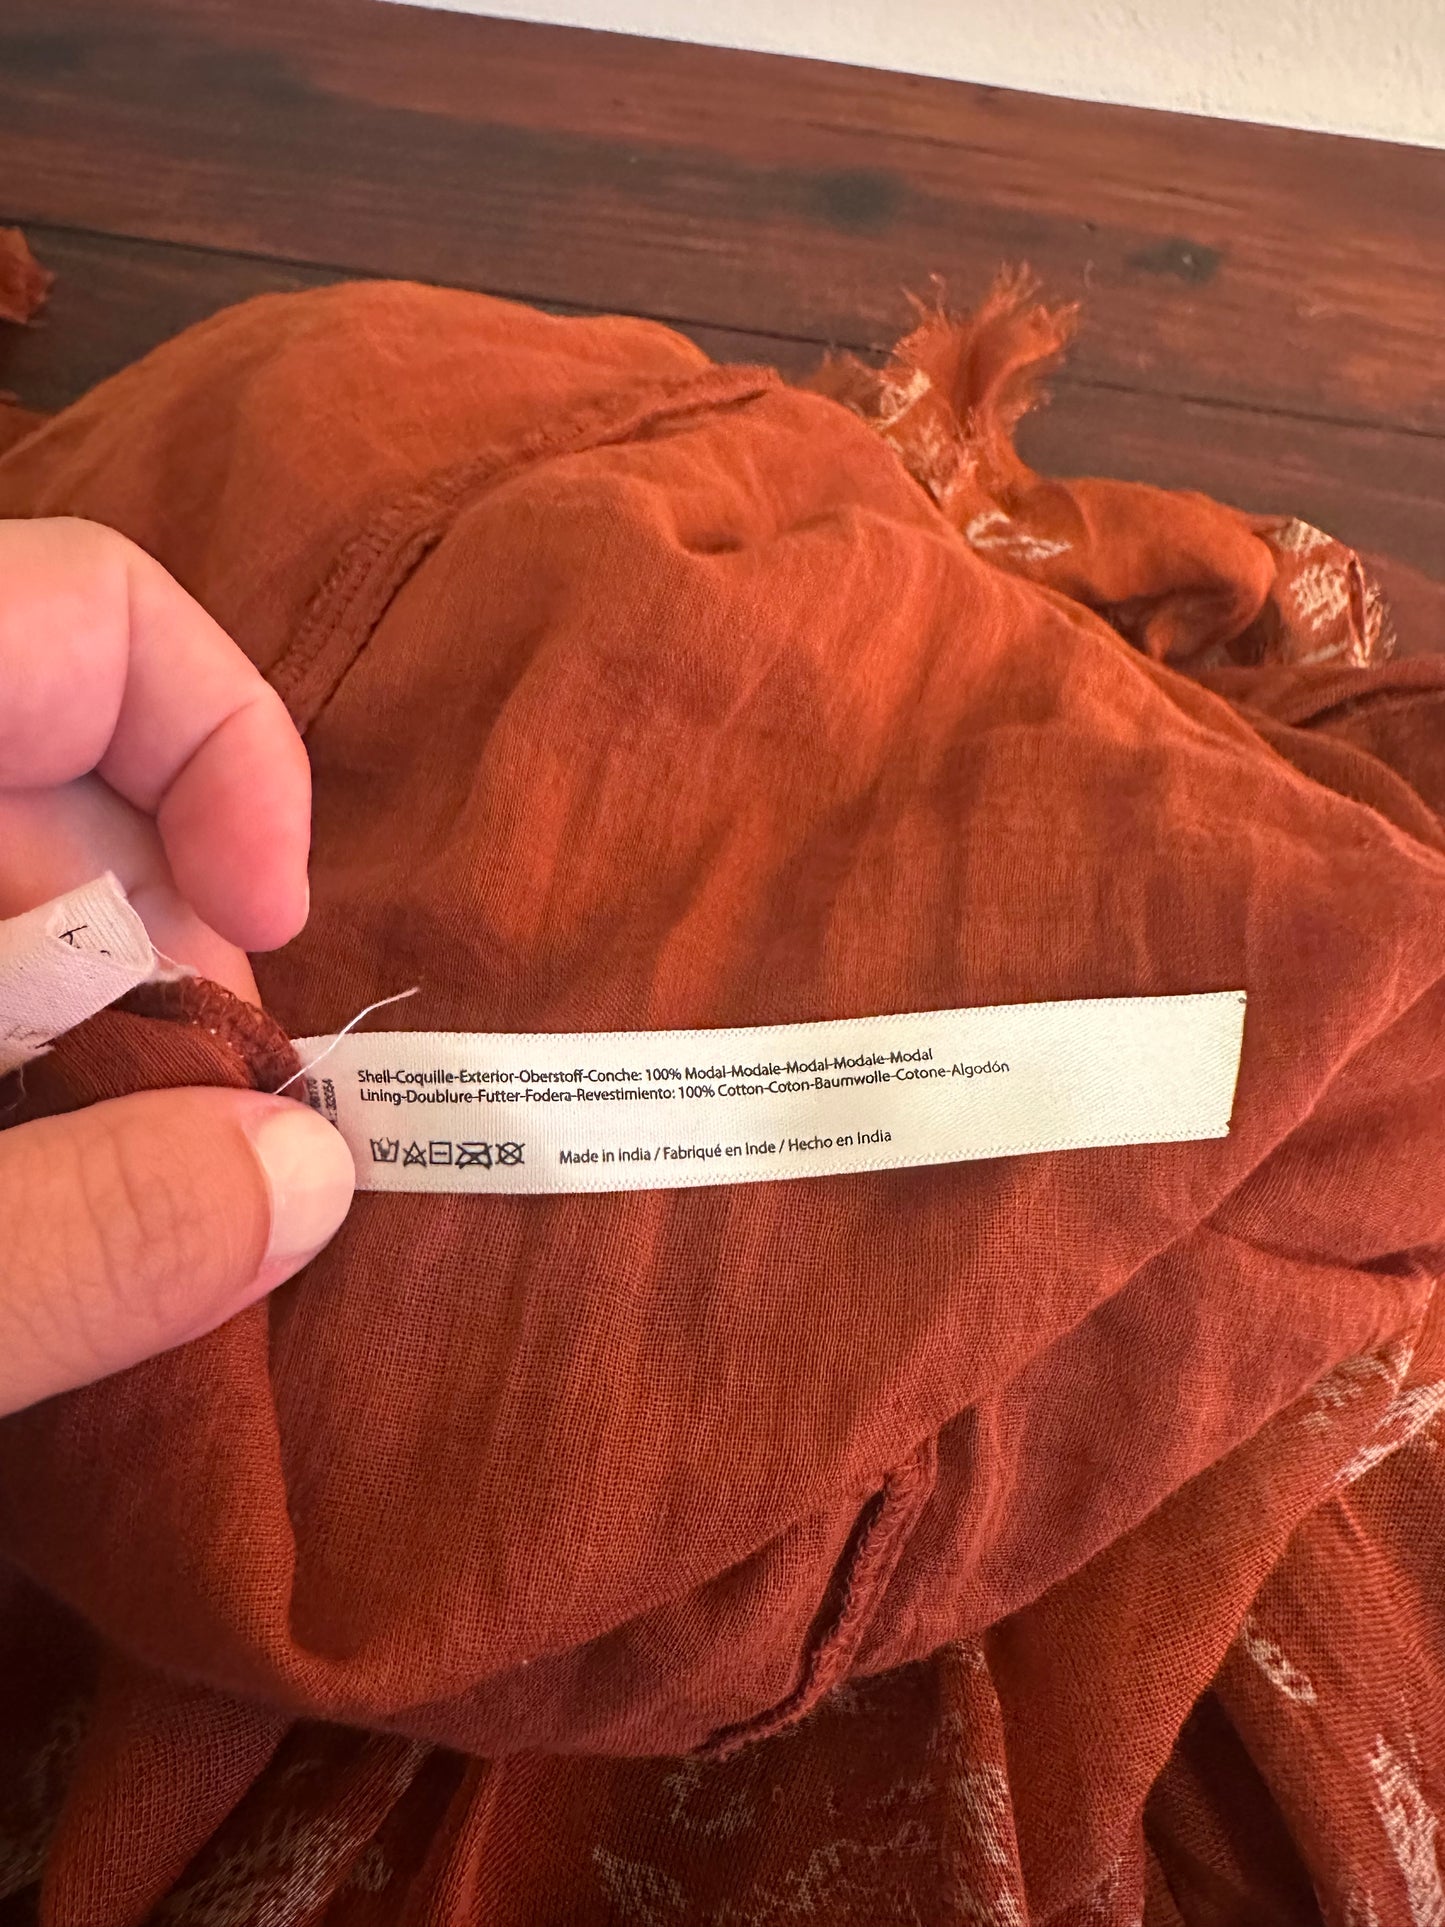 Shell-Coquille-Exterior-Oberstoff-Conche: 100% Modal-Modale-Modal-Modale-Modal
Lining-Doublure-Futter-Fodera-Revestimiento: 100% Cotton-Coton-Baumwolle-Cotone-Algodón
Made in india / Fabriqué en Inde / Hecho en India